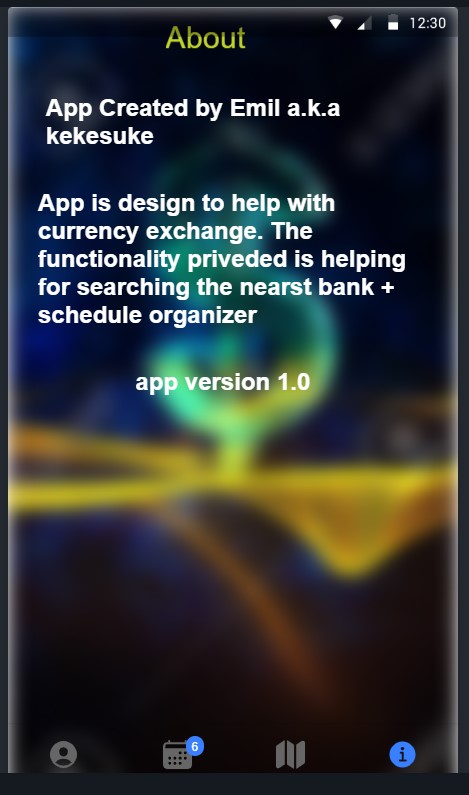 12:30
About
App Created by Emil a.k.a
kekesuke
App is design to help with
currency exchange. The
functionality priveded is helping
for searching the nearst bank +
schedule organizer
app version 1.0
6